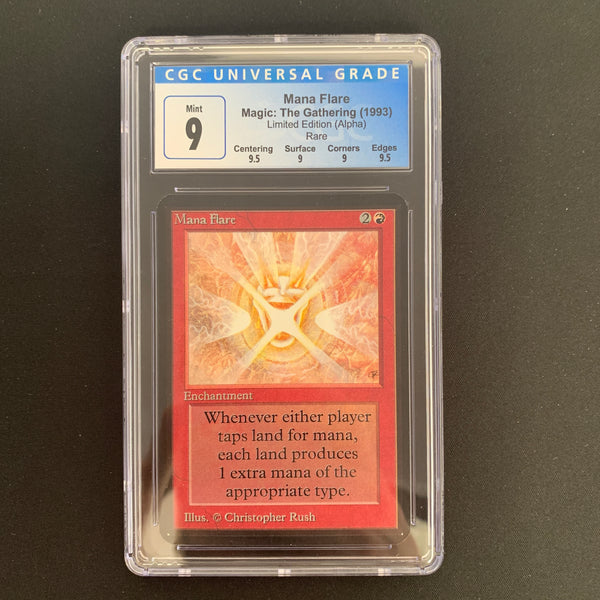 CGC UNIVERSAL GRADE
Mint
9
Mana Flare
Magic: The Gathering (1993)
Limited Edition (Alpha)
Rare
Centering Surface Corners Edges
9.5 9 9 9.5
Mana Flare 2
Enchantment
Whenever either player
taps land for mana,
each land produces
1 extra mana of the
appropriate type.
Illus. © Christopher Rush